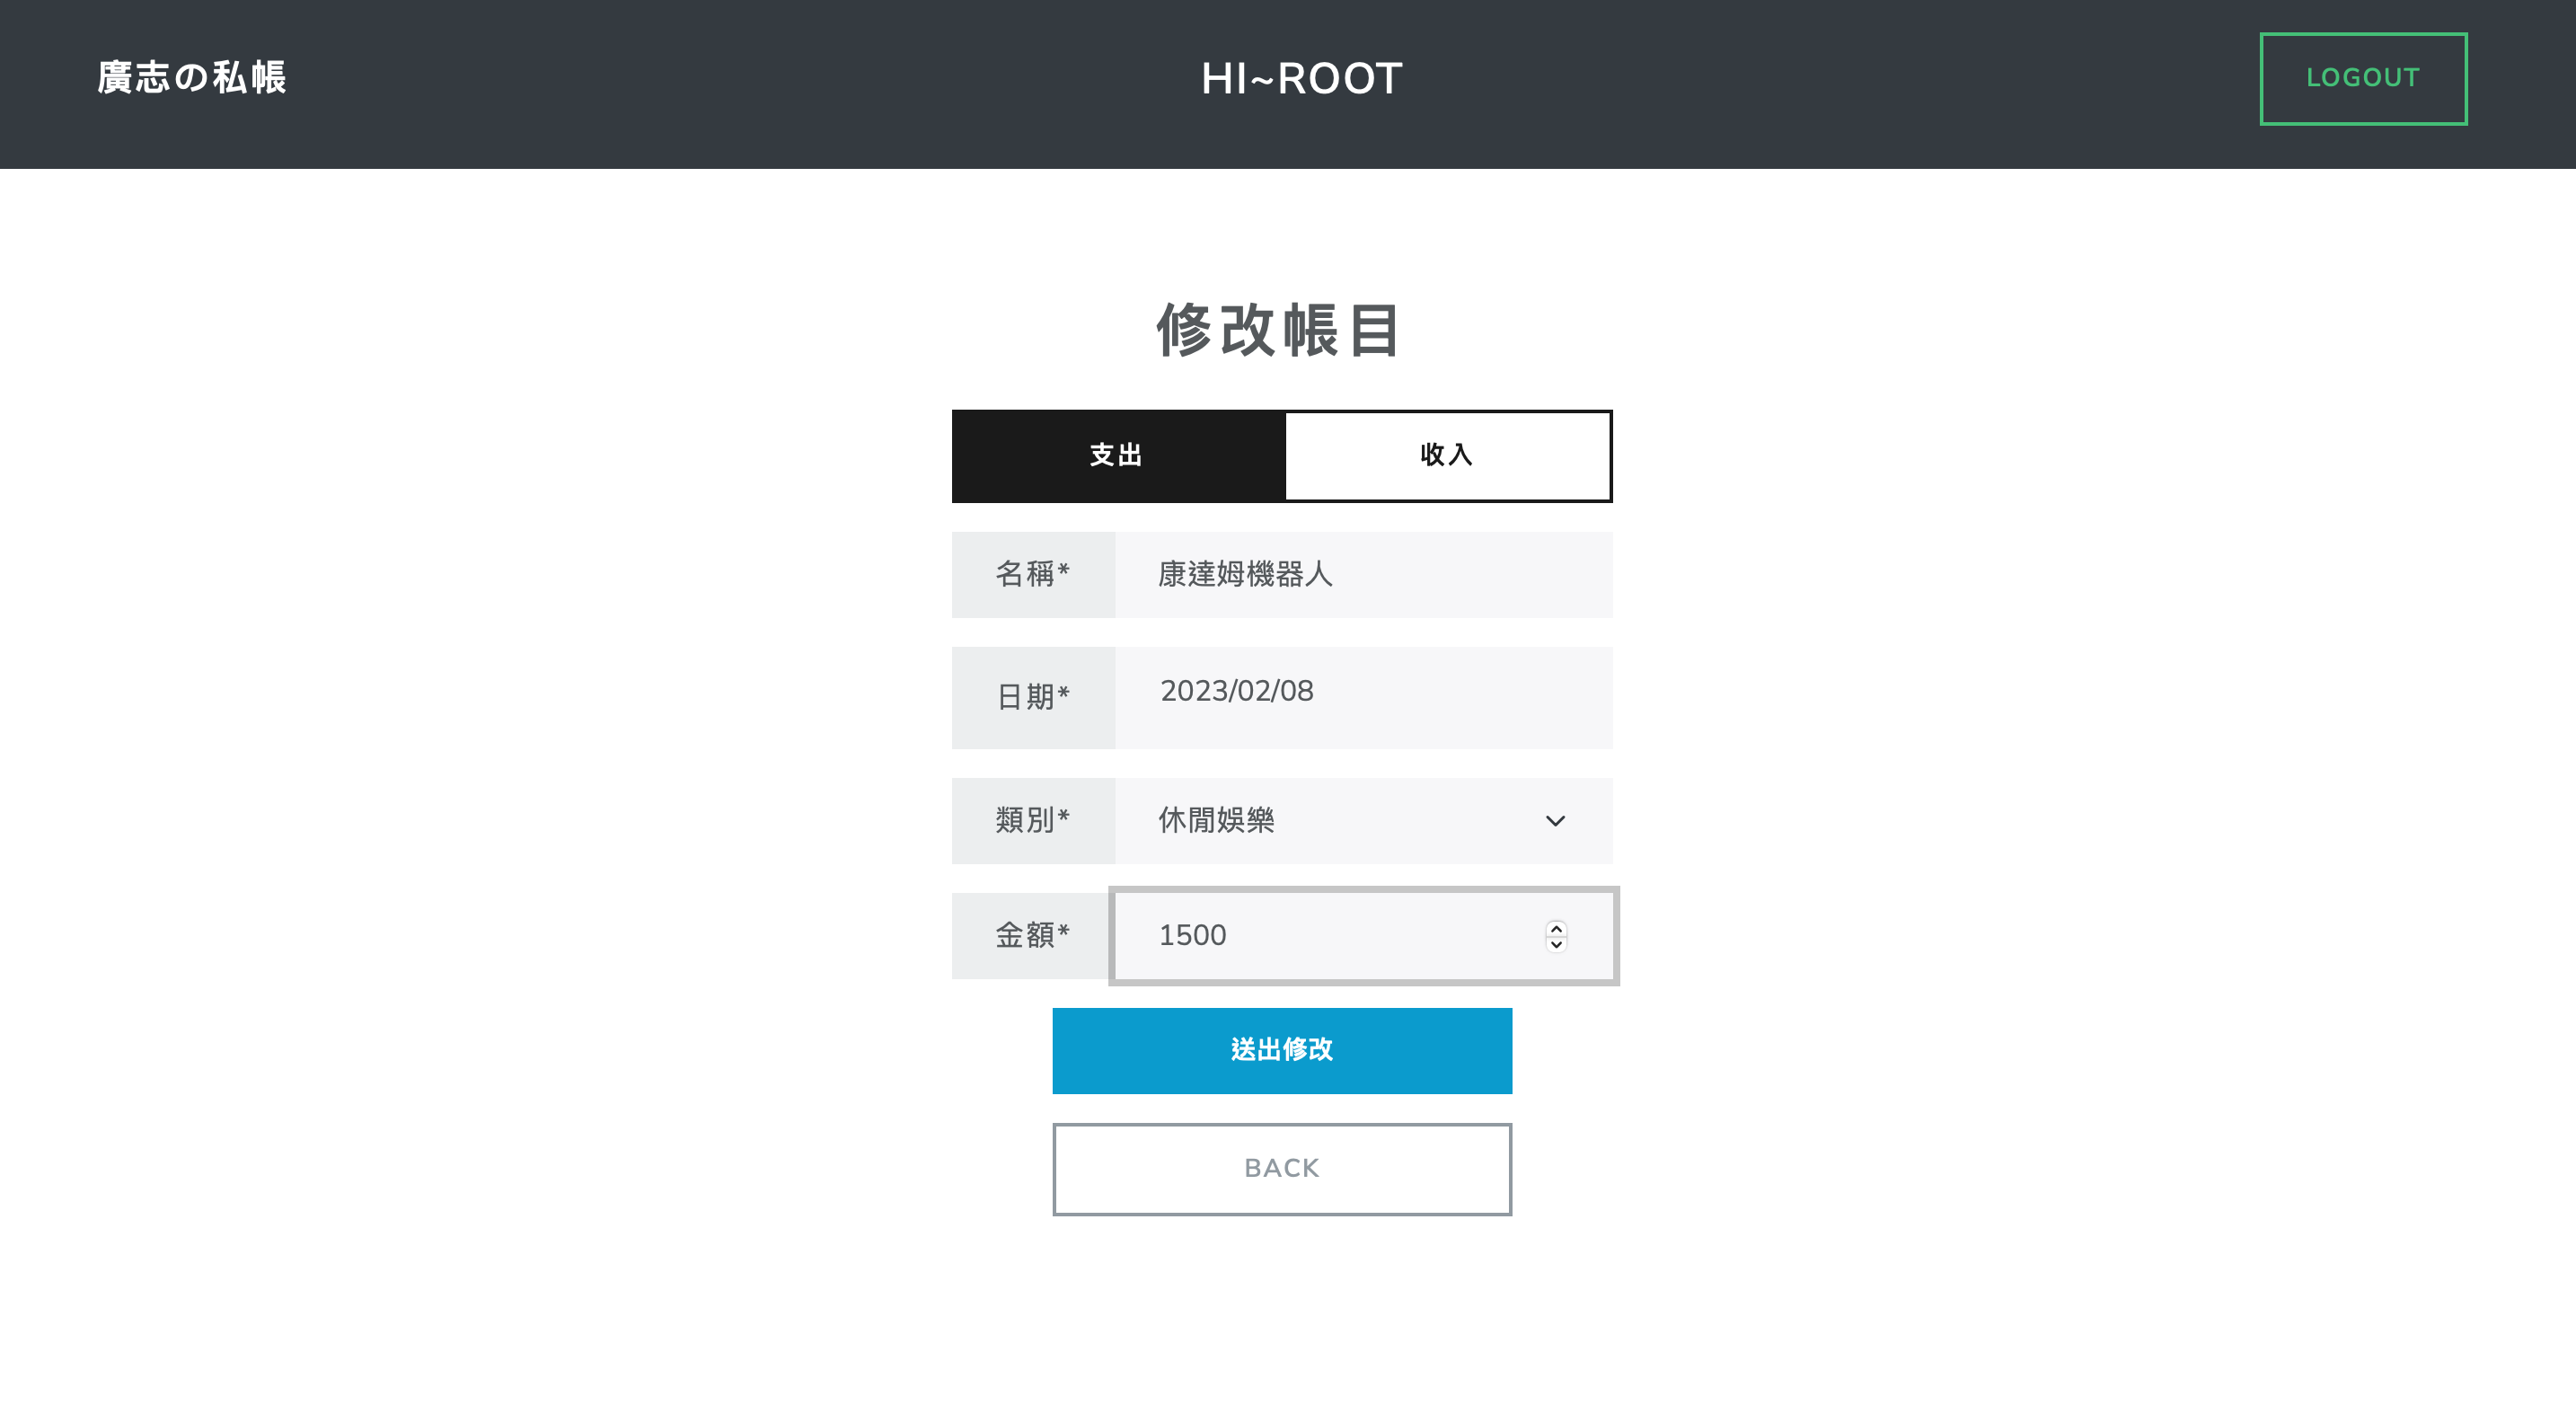 廣志の私帳
HI~ROOT
LOGOUT
修改帳目
支出
收入
名稱*
康達姆機器人
日期*
2023/02/08
類別*
休閒娛樂
金額*
1500
送出修改
BACK